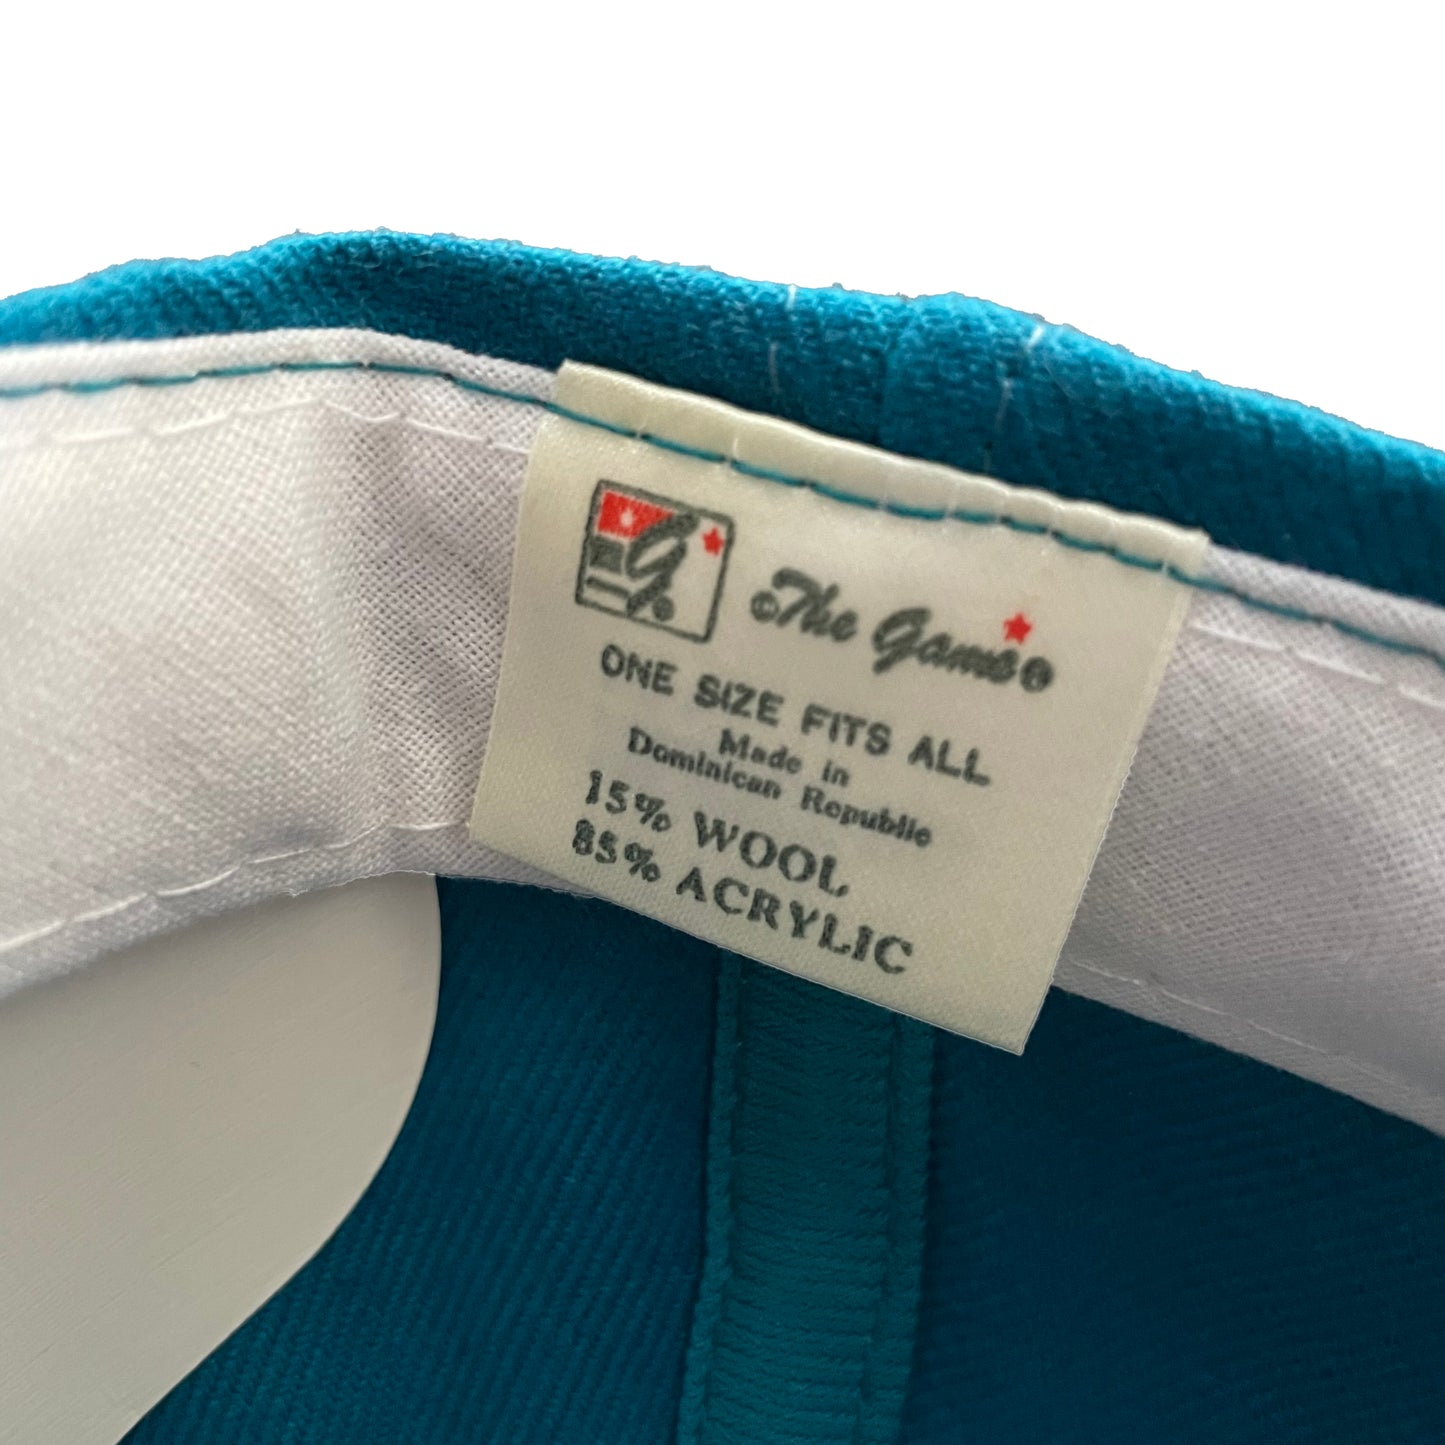 G®
©The Game®
ONE SIZE FITS ALL
Made in
Dominican Republic
15% WOOL
85% ACRYLIC